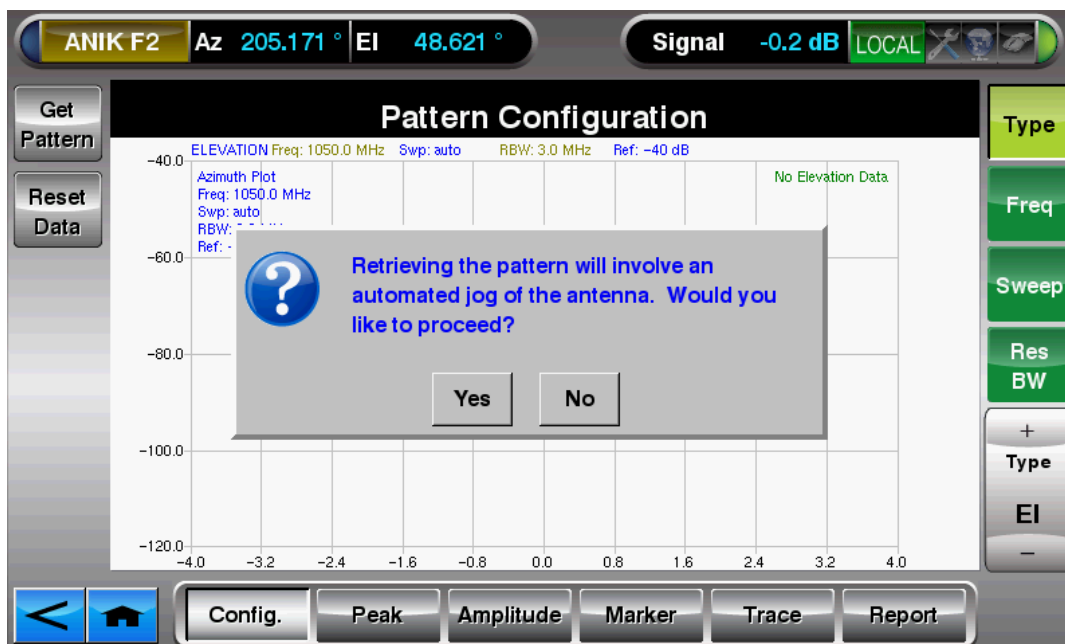 ANIK F2 Az 205.171 ° El 48.621 ° Signal -0.2 dB LOCAL
Get
Pattern
Reset
Data
Pattern Configuration
ELEVATION Freq: 1050.0 MHz Swp: auto RBW: 3.0 MHz Ref: -40 dB
Azimuth Plot
Freq: 1050.0 MHz
Swp: auto
RBW:
Ref: -
No Elevation Data
-40.0
-60.0
-80.0
-100.0
-120.0
-4.0 -3.2 -2.4 -1.6 -0.8 0.0 0.8 1.6 2.4 3.2 4.0
Retrieving the pattern will involve an
automated jog of the antenna. Would you
like to proceed?
Yes No
Type
Freq
Sweep
Res
BW
+
Type
El
-
< Config. Peak Amplitude Marker Trace Report